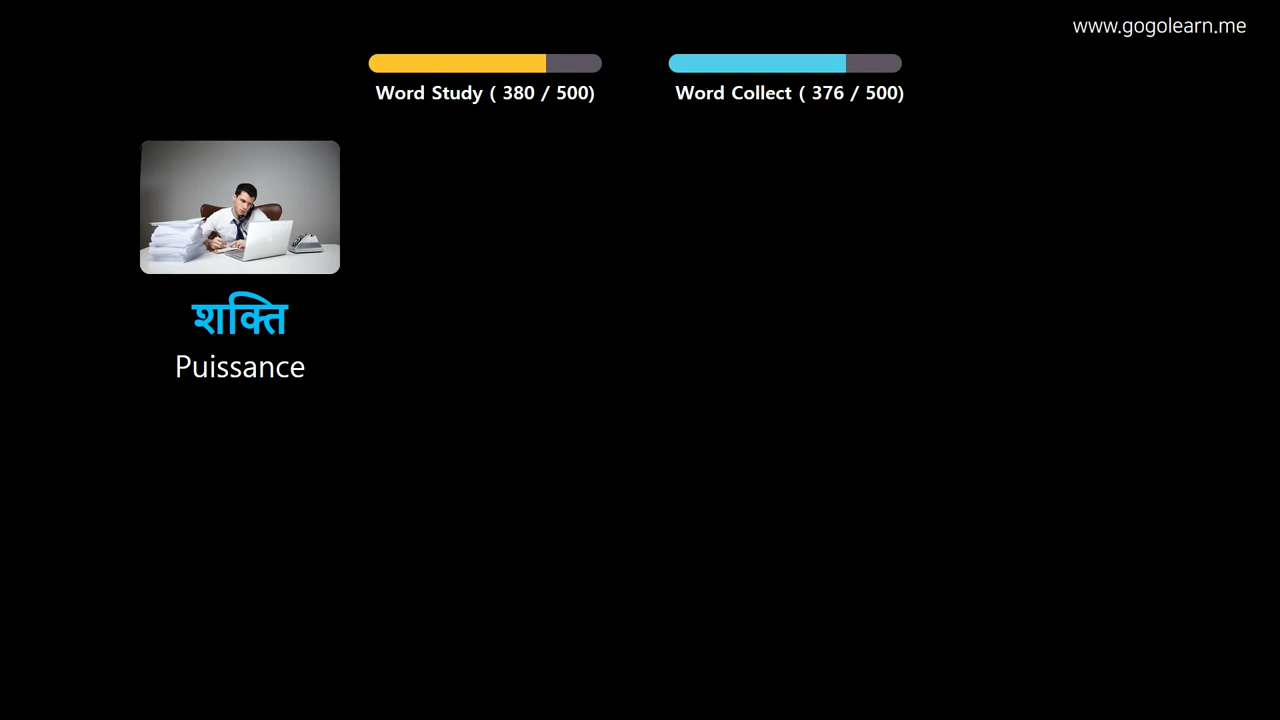 www.gogolearn.me
Word Study ( 380 / 500)
Word Collect ( 376 / 500)
शक्ति
Puissance